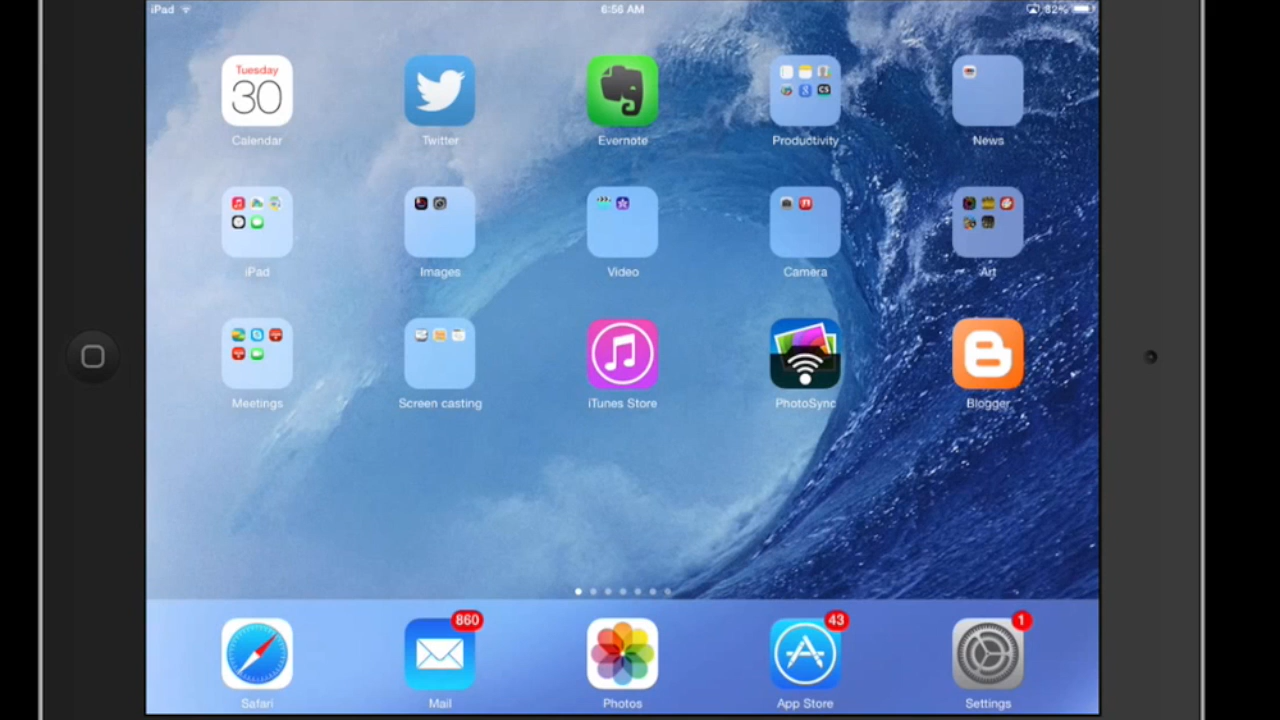 iPad 6:56 AM 82%
Tuesday
30
Calendar Twitter Evernote Productivity News
iPad Images Video Camera Art
Meetings Screen casting iTunes Store PhotoSync Blogger
860 43 1
Safari Mail Photos App Store Settings